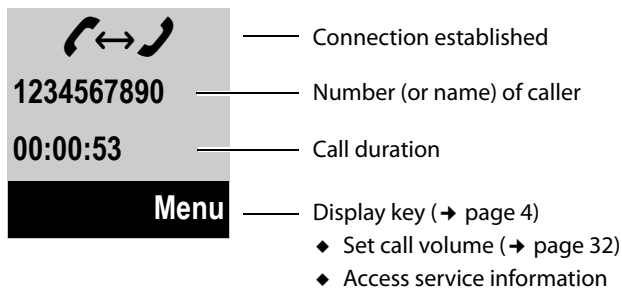 Connection established
1234567890 Number (or name) of caller
00:00:53 Call duration
Menu Display key (➔ page 4)
◆ Set call volume (➔ page 32)
◆ Access service information